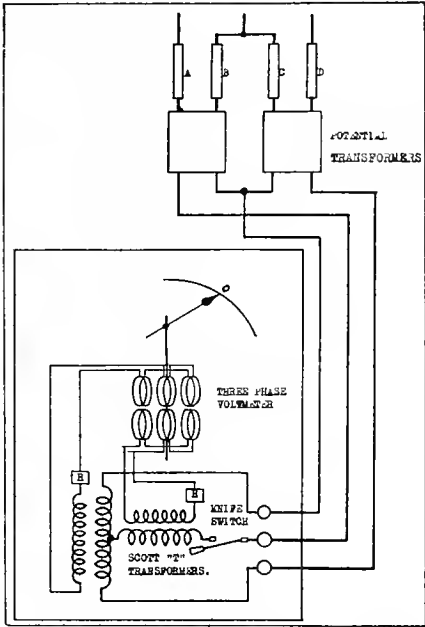 A
B
C
D
POTENTIAL
TRANSFORMERS
O
THREE PHASE
VOLTMETER
R
R
KNIFE
SWITCH
SCOTT "T"
TRANSFORMERS.